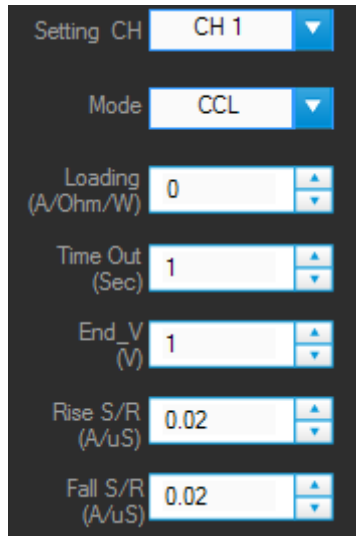 Setting CH CH 1
Mode CCL
Loading
(A/Ohm/W) 0
Time Out
(Sec) 1
End_V
(V) 1
Rise S/R
(A/uS) 0.02
Fall S/R
(A/uS) 0.02